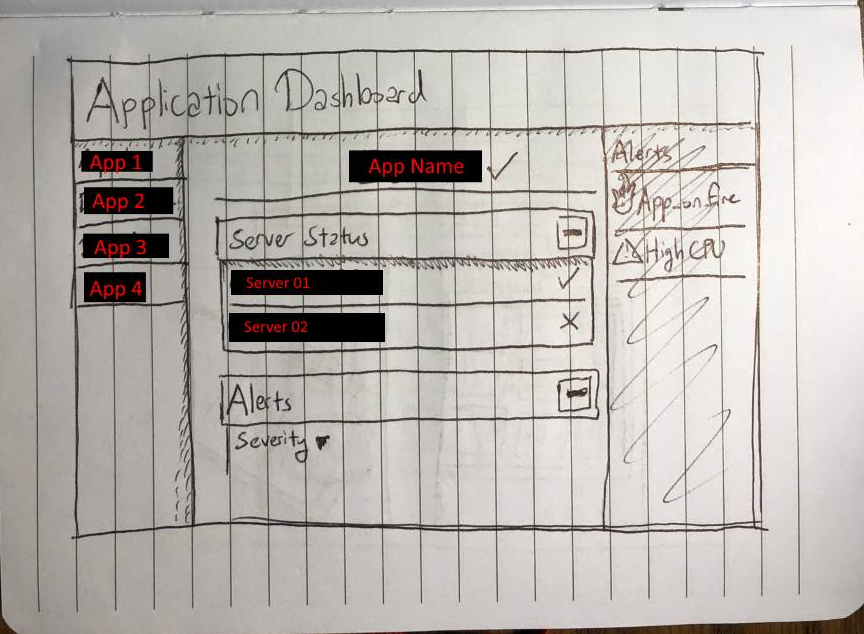 Application Dashboard
App 1
App 2
App 3
App 4
App Name
Server Status
Server 01
Server 02
Alerts
Severity
Alerts
App on fire
High CPU